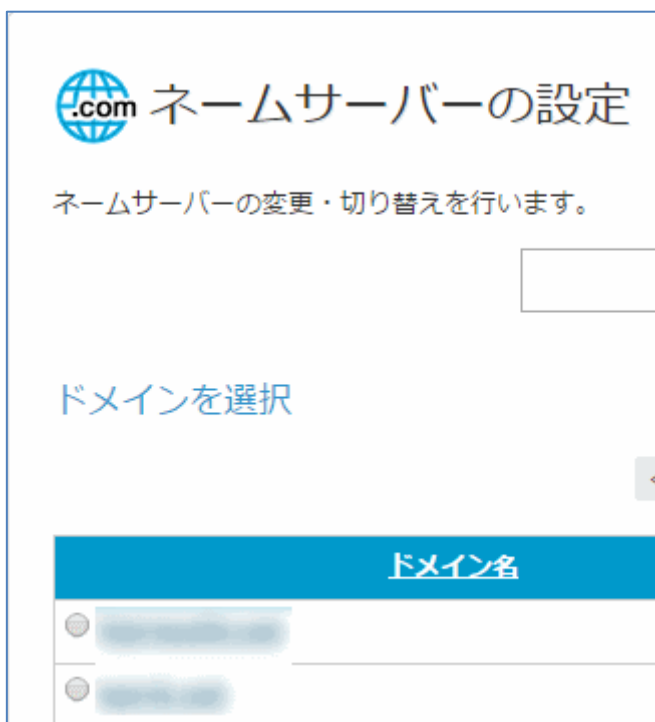 .com ネームサーバーの設定
ネームサーバーの変更・切り替えを行います。
ドメインを選択
ドメイン名